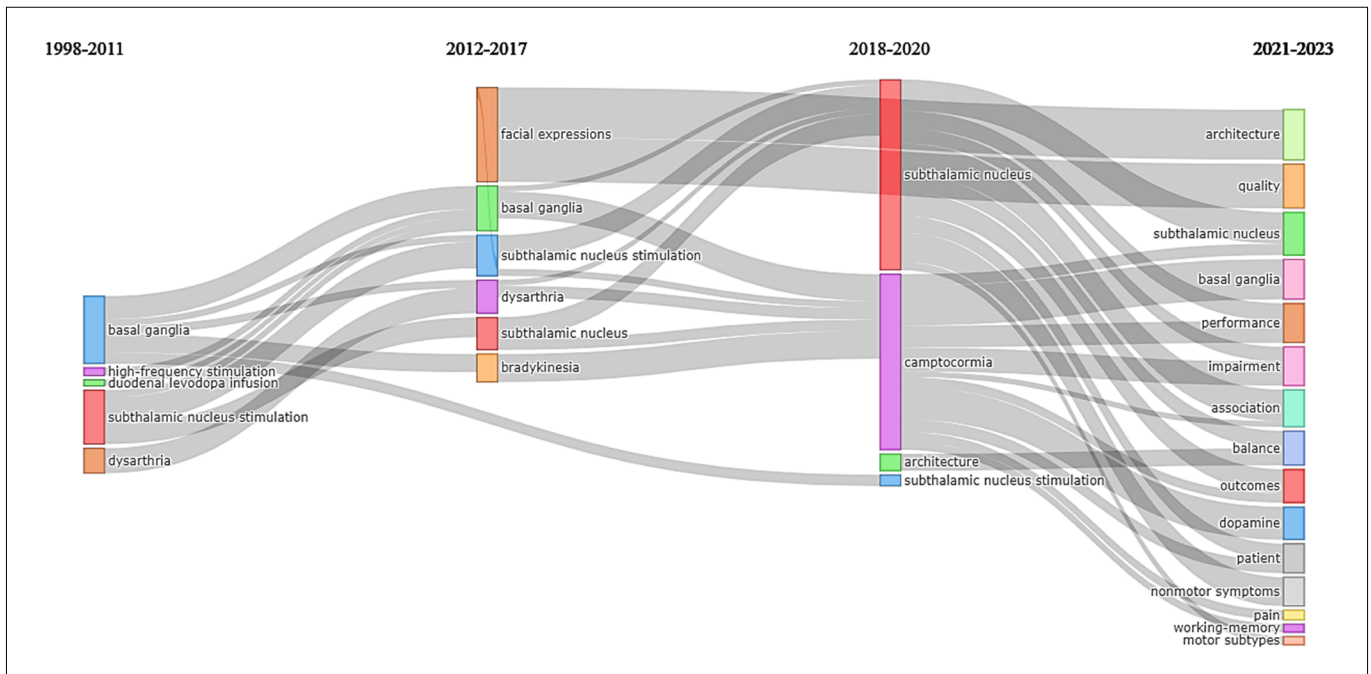 1998-2011
2012-2017
2018-2020
2021-2023
basal ganglia
high-frequency stimulation
duodenal levodopa infusion
subthalamic nucleus stimulation
dysarthria
facial expressions
basal ganglia
subthalamic nucleus stimulation
dysarthria
subthalamic nucleus
bradykinesia
subthalamic nucleus
camptocormia
architecture
subthalamic nucleus stimulation
architecture
quality
subthalamic nucleus
basal ganglia
performance
impairment
association
balance
outcomes
dopamine
patient
nonmotor symptoms
pain
working-memory
motor subtypes